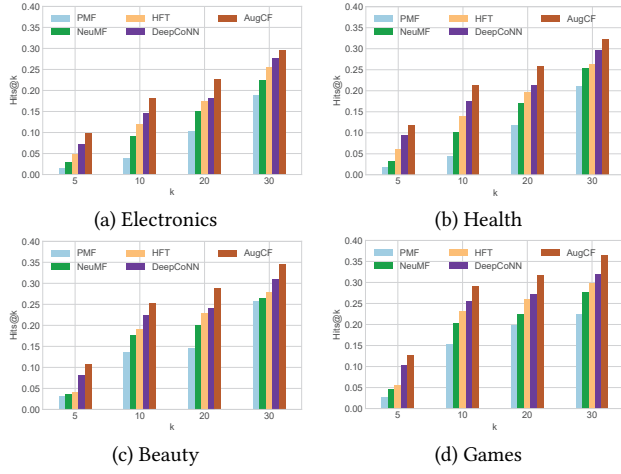 0.40
0.35
0.30
0.25
0.20
0.15
0.10
0.05
0.00
Hits@k
PMF
NeuMF
HFT
DeepCoNN
AugCF
5 10 20 30
k
(a) Electronics
0.40
0.35
0.30
0.25
0.20
0.15
0.10
0.05
0.00
Hits@k
PMF
NeuMF
HFT
DeepCoNN
AugCF
5 10 20 30
k
(b) Health
0.40
0.35
0.30
0.25
0.20
0.15
0.10
0.05
0.00
Hits@k
PMF
NeuMF
HFT
DeepCoNN
AugCF
5 10 20 30
k
(c) Beauty
0.40
0.35
0.30
0.25
0.20
0.15
0.10
0.05
0.00
Hits@k
PMF
NeuMF
HFT
DeepCoNN
AugCF
5 10 20 30
k
(d) Games